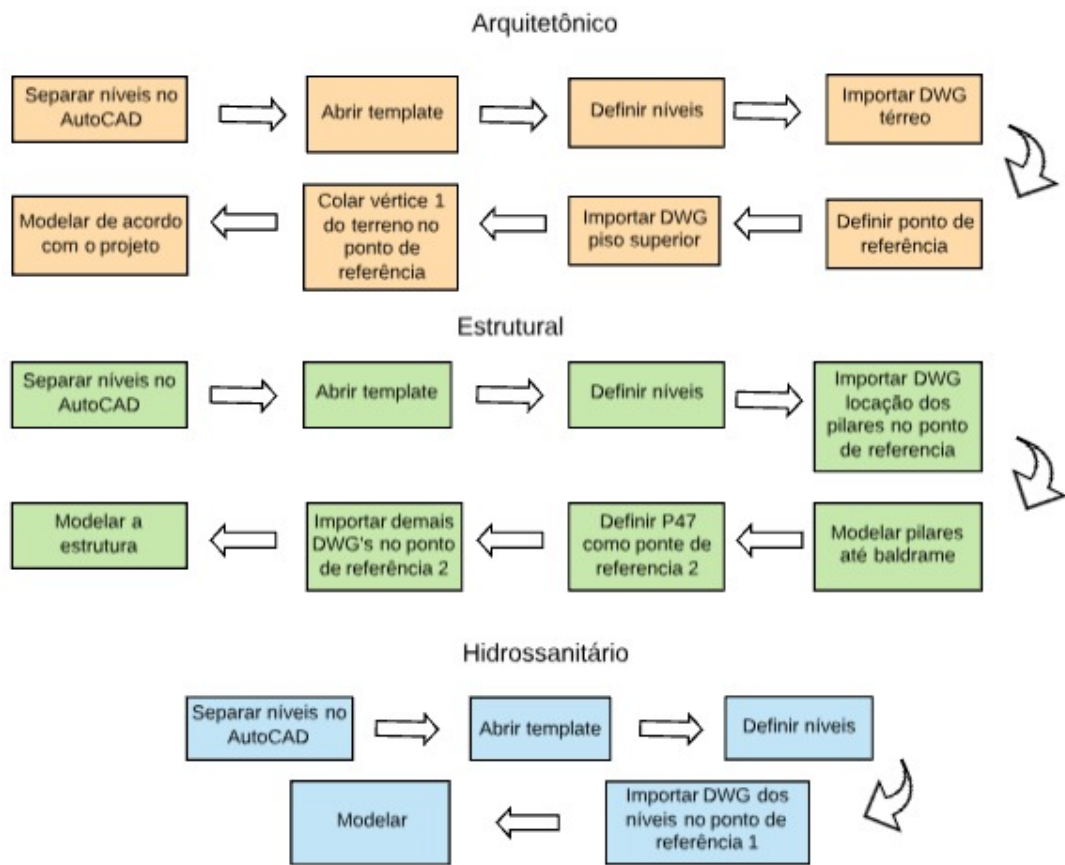 Arquitetônico
Separar níveis no
AutoCAD
Abrir template
Definir níveis
Importar DWG
térreo
Definir ponto de
referência
Importar DWG
piso superior
Colar vértice 1
do terreno no
ponto de
referência
Modelar de acordo
com o projeto
Estrutural
Separar níveis no
AutoCAD
Abrir template
Definir níveis
Importar DWG
locação dos
pilares no ponto
de referencia
Modelar pilares
até baldrame
Definir P47
como ponte de
referencia 2
Importar demais
DWG's no ponto
de referência 2
Modelar a
estrutura
Hidrossanitário
Separar níveis no
AutoCAD
Abrir template
Definir níveis
Importar DWG dos
níveis no ponto de
referência 1
Modelar